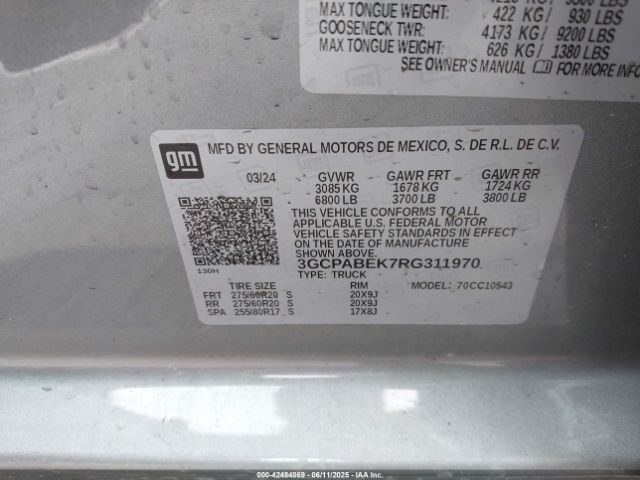 MAX TONGUE WEIGHT: 422 KG/ 930 LBS
GOOSENECK TWR: 4173 KG/ 9200 LBS
MAX TONGUE WEIGHT: 626 KG/ 1380 LBS
SEE OWNER'S MANUAL FOR MORE INFO
gm
MFD BY GENERAL MOTORS DE MEXICO, S. DE R.L. DE C.V.
03/24 GVWR GAWR FRT GAWR RR
3085 KG 1678 KG 1724 KG
6800 LB 3700 LB 3800 LB
THIS VEHICLE CONFORMS TO ALL
APPLICABLE U.S. FEDERAL MOTOR
VEHICLE SAFETY STANDARDS IN EFFECT
ON THE DATE OF MANUFACTURE
SHOWN ABOVE.
3GCPABEK7RG311970
130H TYPE: TRUCK MODEL: 70CC10543
TIRE SIZE RIM
FRT 275/60R20 S 20X9J
RR 275/60R20 S 20X9J
SPA 255/80R17 S 17X8J
000-42484869 - 06/11/2025 - IAAI.COM